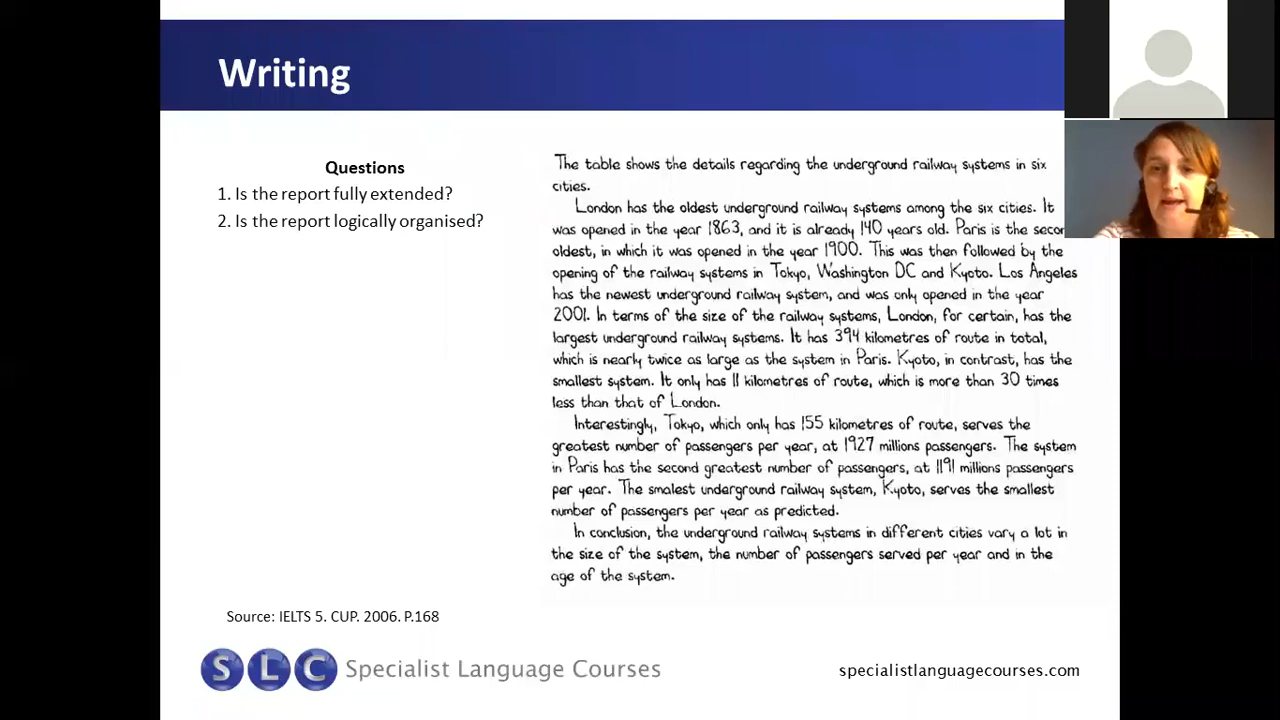 Writing
Questions
1. Is the report fully extended?
2. Is the report logically organised?
The table shows the details regarding the underground railway systems in six
cities.
London has the oldest underground railway systems among the six cities. It
was opened in the year 1863, and it is already 140 years old. Paris is the
oldest, in which it was opened in the year 1900. This was then followed by the
opening of the railway systems in Tokyo, Washington DC and Kyoto. Los Angeles
has the newest underground railway system, and was only opened in the year
2001. In terms of the size of the railway systems, London, for certain, has the
largest underground railway systems. It has 394 kilometres of route in total,
which is nearly twice as large as the system in Paris. Kyoto, in contrast, has the
smallest system. It only has 11 kilometres of route, which is more than 30 times
less than that of London.
Interestingly, Tokyo, which only has 155 kilometres of route, serves the
greatest number of passengers per year, at 1927 millions passengers. The system
in Paris has the second greatest number of passengers, at 1191 millions passengers
per year. The smalest underground railway system, Kyoto, serves the smallest
number of passengers per year as predicted.
In conclusion, the underground railway systems in different cities vary a lot in
the size of the system, the number of passengers served per year and in the
age of the system.
Source: IELTS 5. CUP. 2006. P.168
SLC Specialist Language Courses
specialistlanguagecourses.com